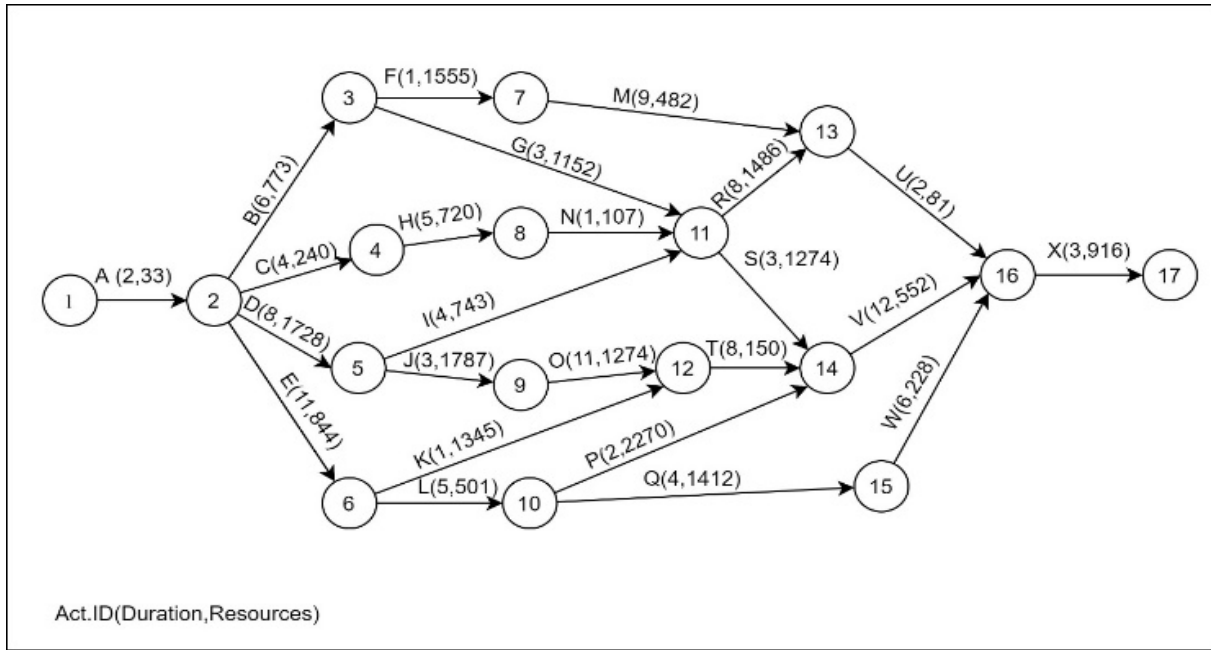 F(1,1555)
3
7
M(9,482)
13
G(3,1152)
R(8,1486)
U(2,81)
B(6,773)
H(5,720)
N(1,107)
4
8
11
C(4,240)
S(3,1274)
X(3,916)
A (2,33)
1
2
16
17
D(8,1728)
I(4,743)
V(12,552)
J(3,1787)
O(11,1274)
T(8,150)
5
9
12
14
E(11,844)
K(1,1345)
P(2,2270)
W(6,228)
L(5,501)
Q(4,1412)
6
10
15
Act.ID(Duration,Resources)